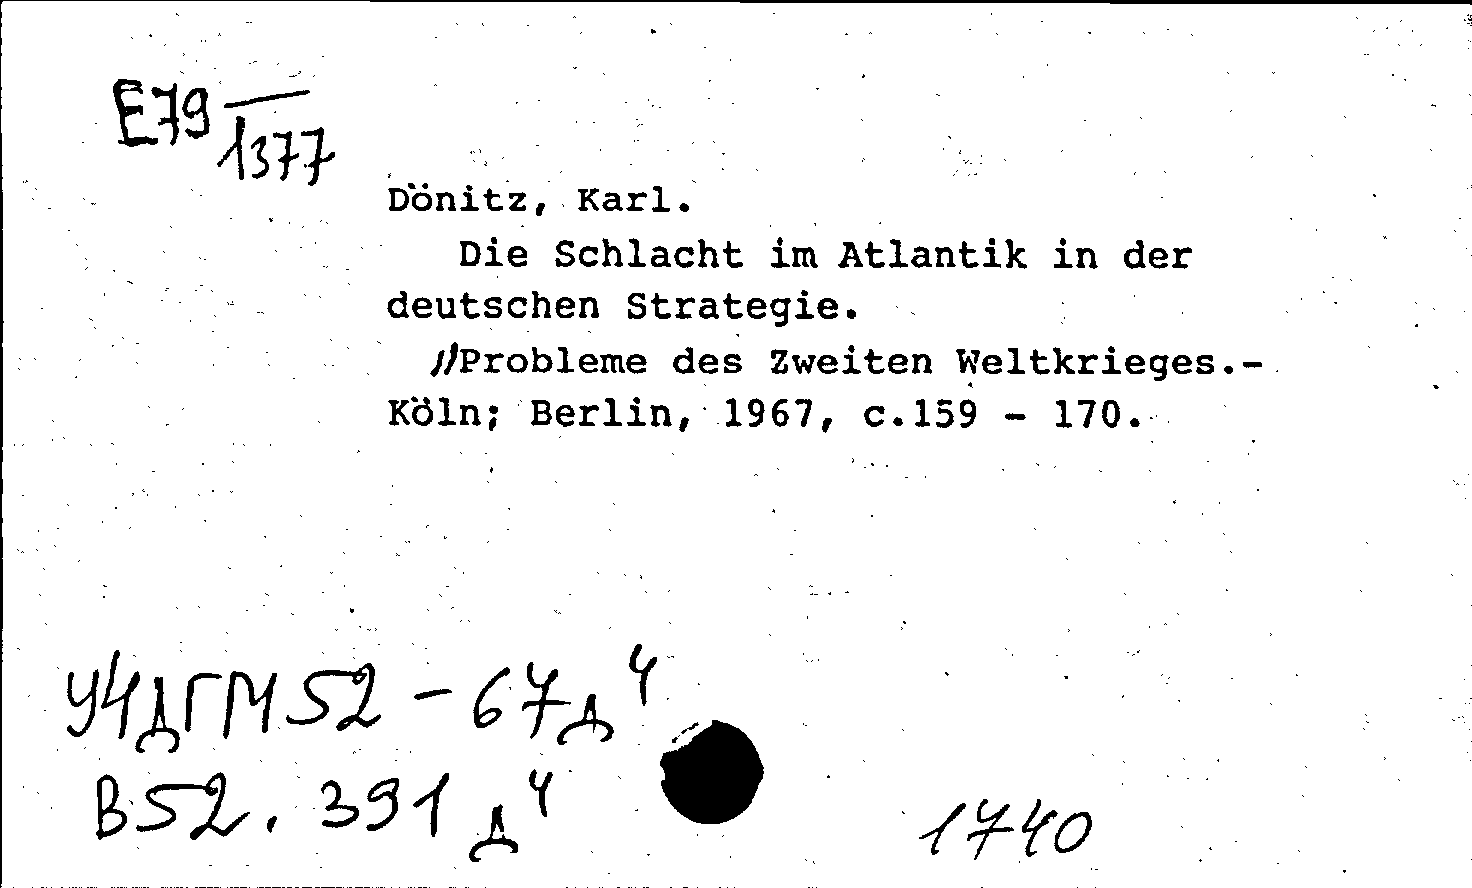 E79
1377
Dönitz, Karl.
Die Schlacht im Atlantik in der
deutschen Strategie.
//Probleme des Zweiten Weltkrieges.-
Köln; Berlin, 1967, c.159 - 170.
У4дГМ52-67д4
В52.391д4
1740